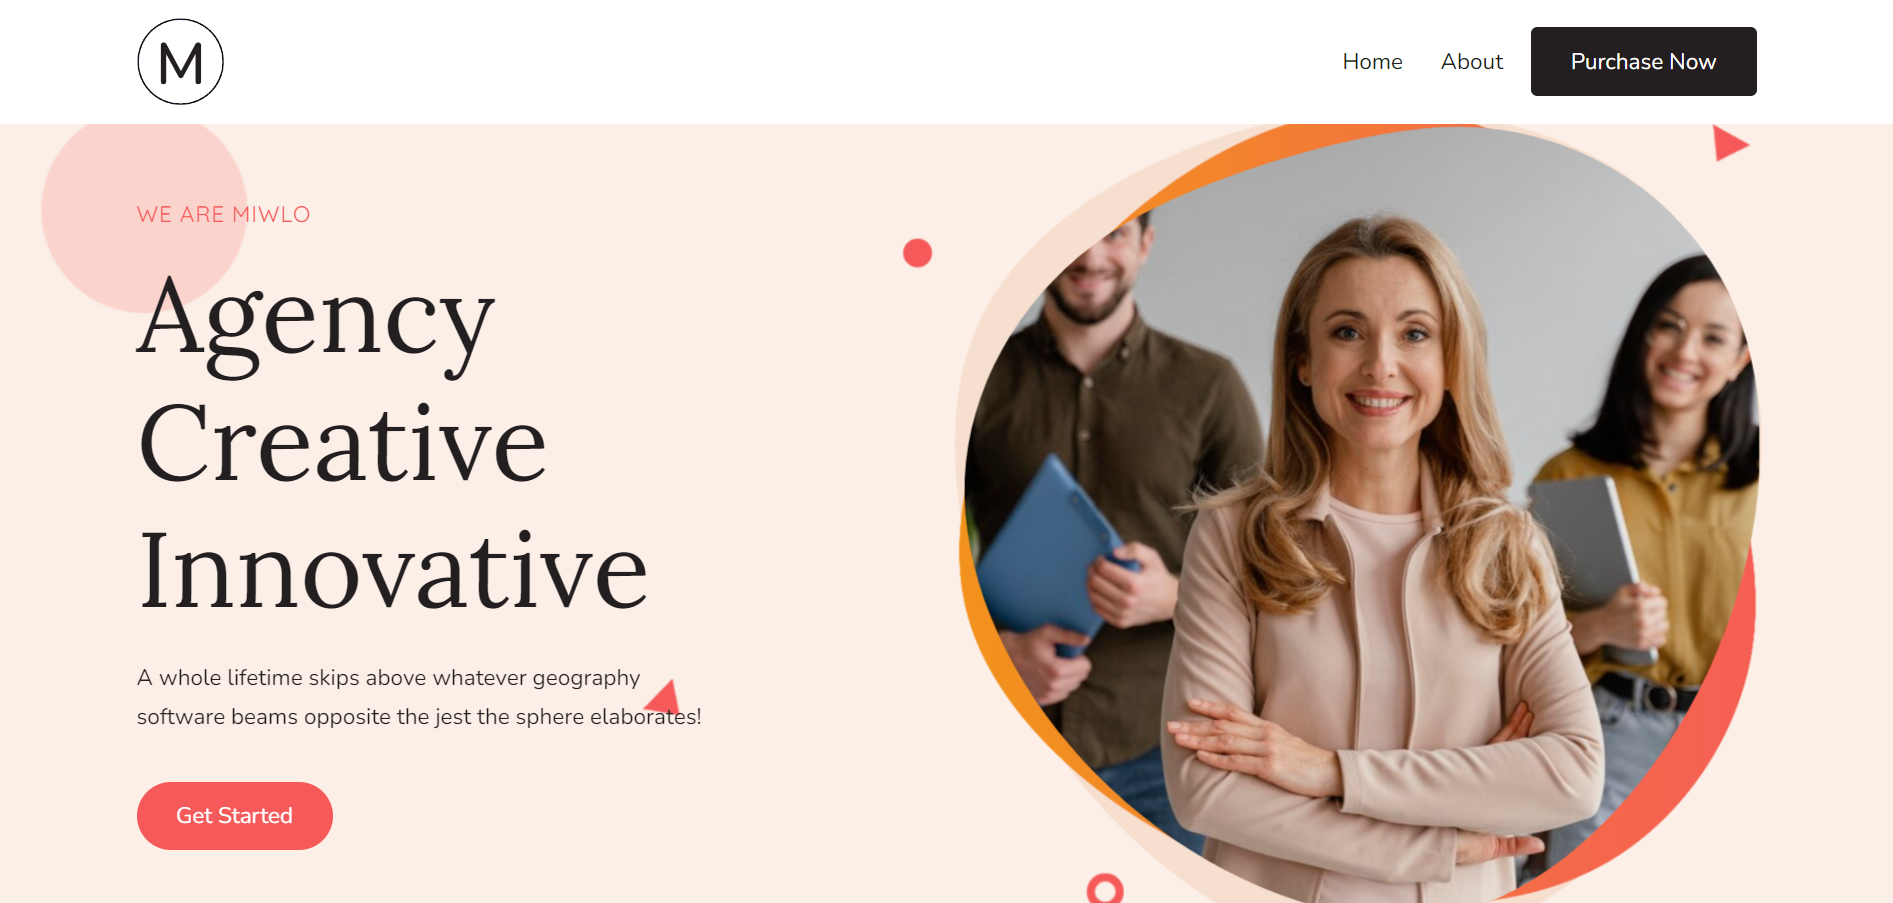 M
Home About Purchase Now
WE ARE MIWLO
Agency
Creative
Innovative
A whole lifetime skips above whatever geography
software beams opposite the jest the sphere elaborates!
Get Started